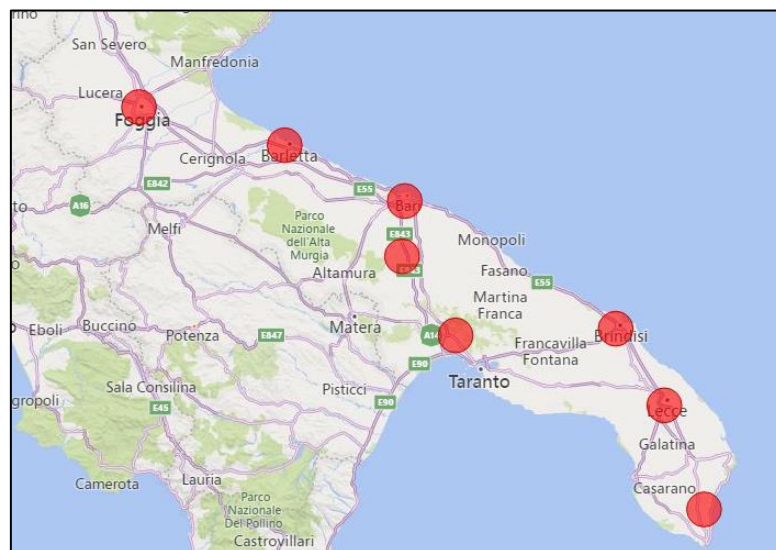 San Severo
Manfredonia
Lucera
Foggia
Cerignola
Barletta
E55
E842
A16
Bari
Melfi
Parco
Nazionale
dell'Alta
Murgia
E843
Monopoli
Altamura
E843
Fasano
E55
Martina
Franca
Matera
Eboli
Buccino
Potenza
E847
A14
Brindisi
Francavilla
Fontana
E90
Taranto
Sala Consilina
Pisticci
E90
E45
Lecce
Galatina
Casarano
Camerota
Lauria
Parco
Nazionale
Del Pollino
Castrovillari